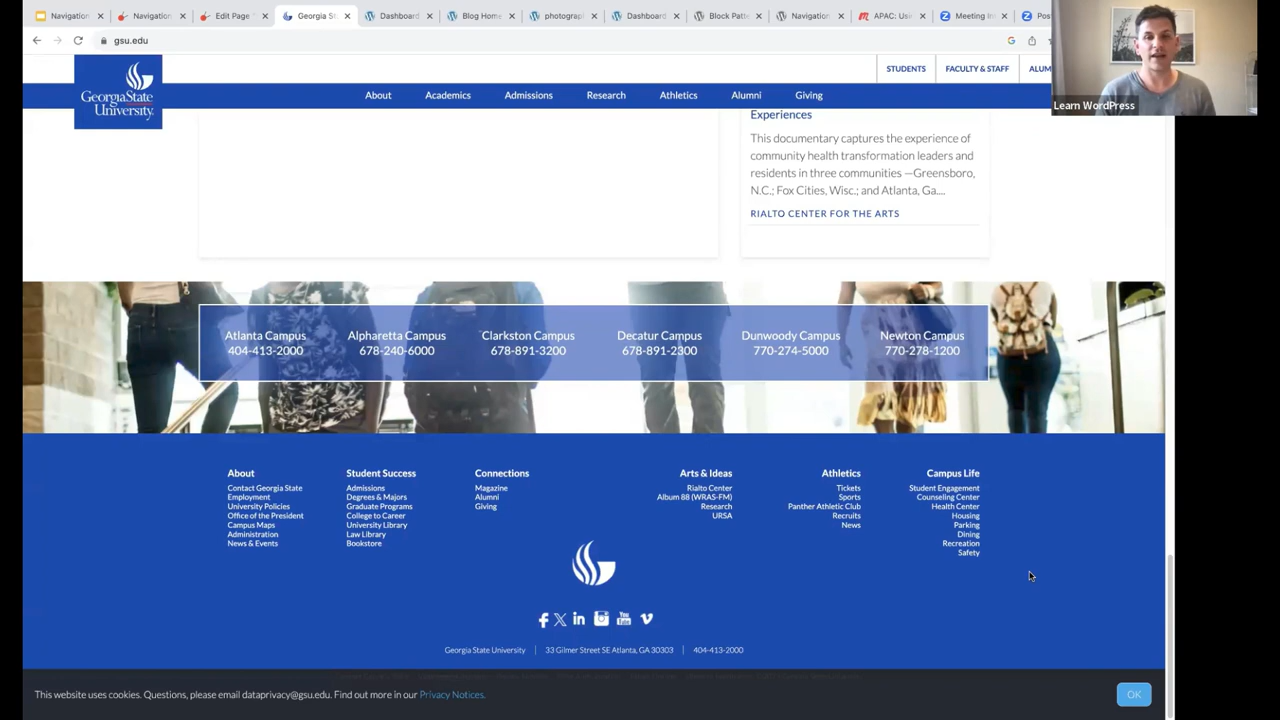 Navigation
Navigation
Edit Page
Georgia St
Dashboard
Blog Home
photograp
Dashboard
Block Patte
Navigation
APAC: Use
Meeting In
Pos
gsu.edu
Learn WordPress
STUDENTS
FACULTY & STAFF
ALUM
GeorgiaState
University
About
Academics
Admissions
Research
Athletics
Alumni
Giving
Experiences
This documentary captures the experience of
community health transformation leaders and
residents in three communities —Greensboro,
N.C.; Fox Cities, Wisc.; and Atlanta, Ga....
RIALTO CENTER FOR THE ARTS
Atlanta Campus
404-413-2000
Alpharetta Campus
678-240-6000
Clarkston Campus
678-891-3200
Decatur Campus
678-891-2300
Dunwoody Campus
770-274-5000
Newton Campus
770-278-1200
About
Contact Georgia State
Employment
University Policies
Office of the President
Campus Maps
Administration
News & Events
Student Success
Admissions
Degrees & Majors
Graduate Programs
College to Career
University Library
Law Library
Bookstore
Connections
Magazine
Alumni
Giving
Arts & Ideas
Rialto Center
Album 88 (WRAS-FM)
Research
URSA
Athletics
Tickets
Sports
Panther Athletic Club
Recruits
News
Campus Life
Student Engagement
Counseling Center
Health Center
Housing
Parking
Dining
Recreation
Safety
You
Tube
Georgia State University | 33 Gilmer Street SE Atlanta, GA 30303 | 404-413-2000
This website uses cookies. Questions, please email dataprivacy@gsu.edu. Find out more in our Privacy Notices.
OK